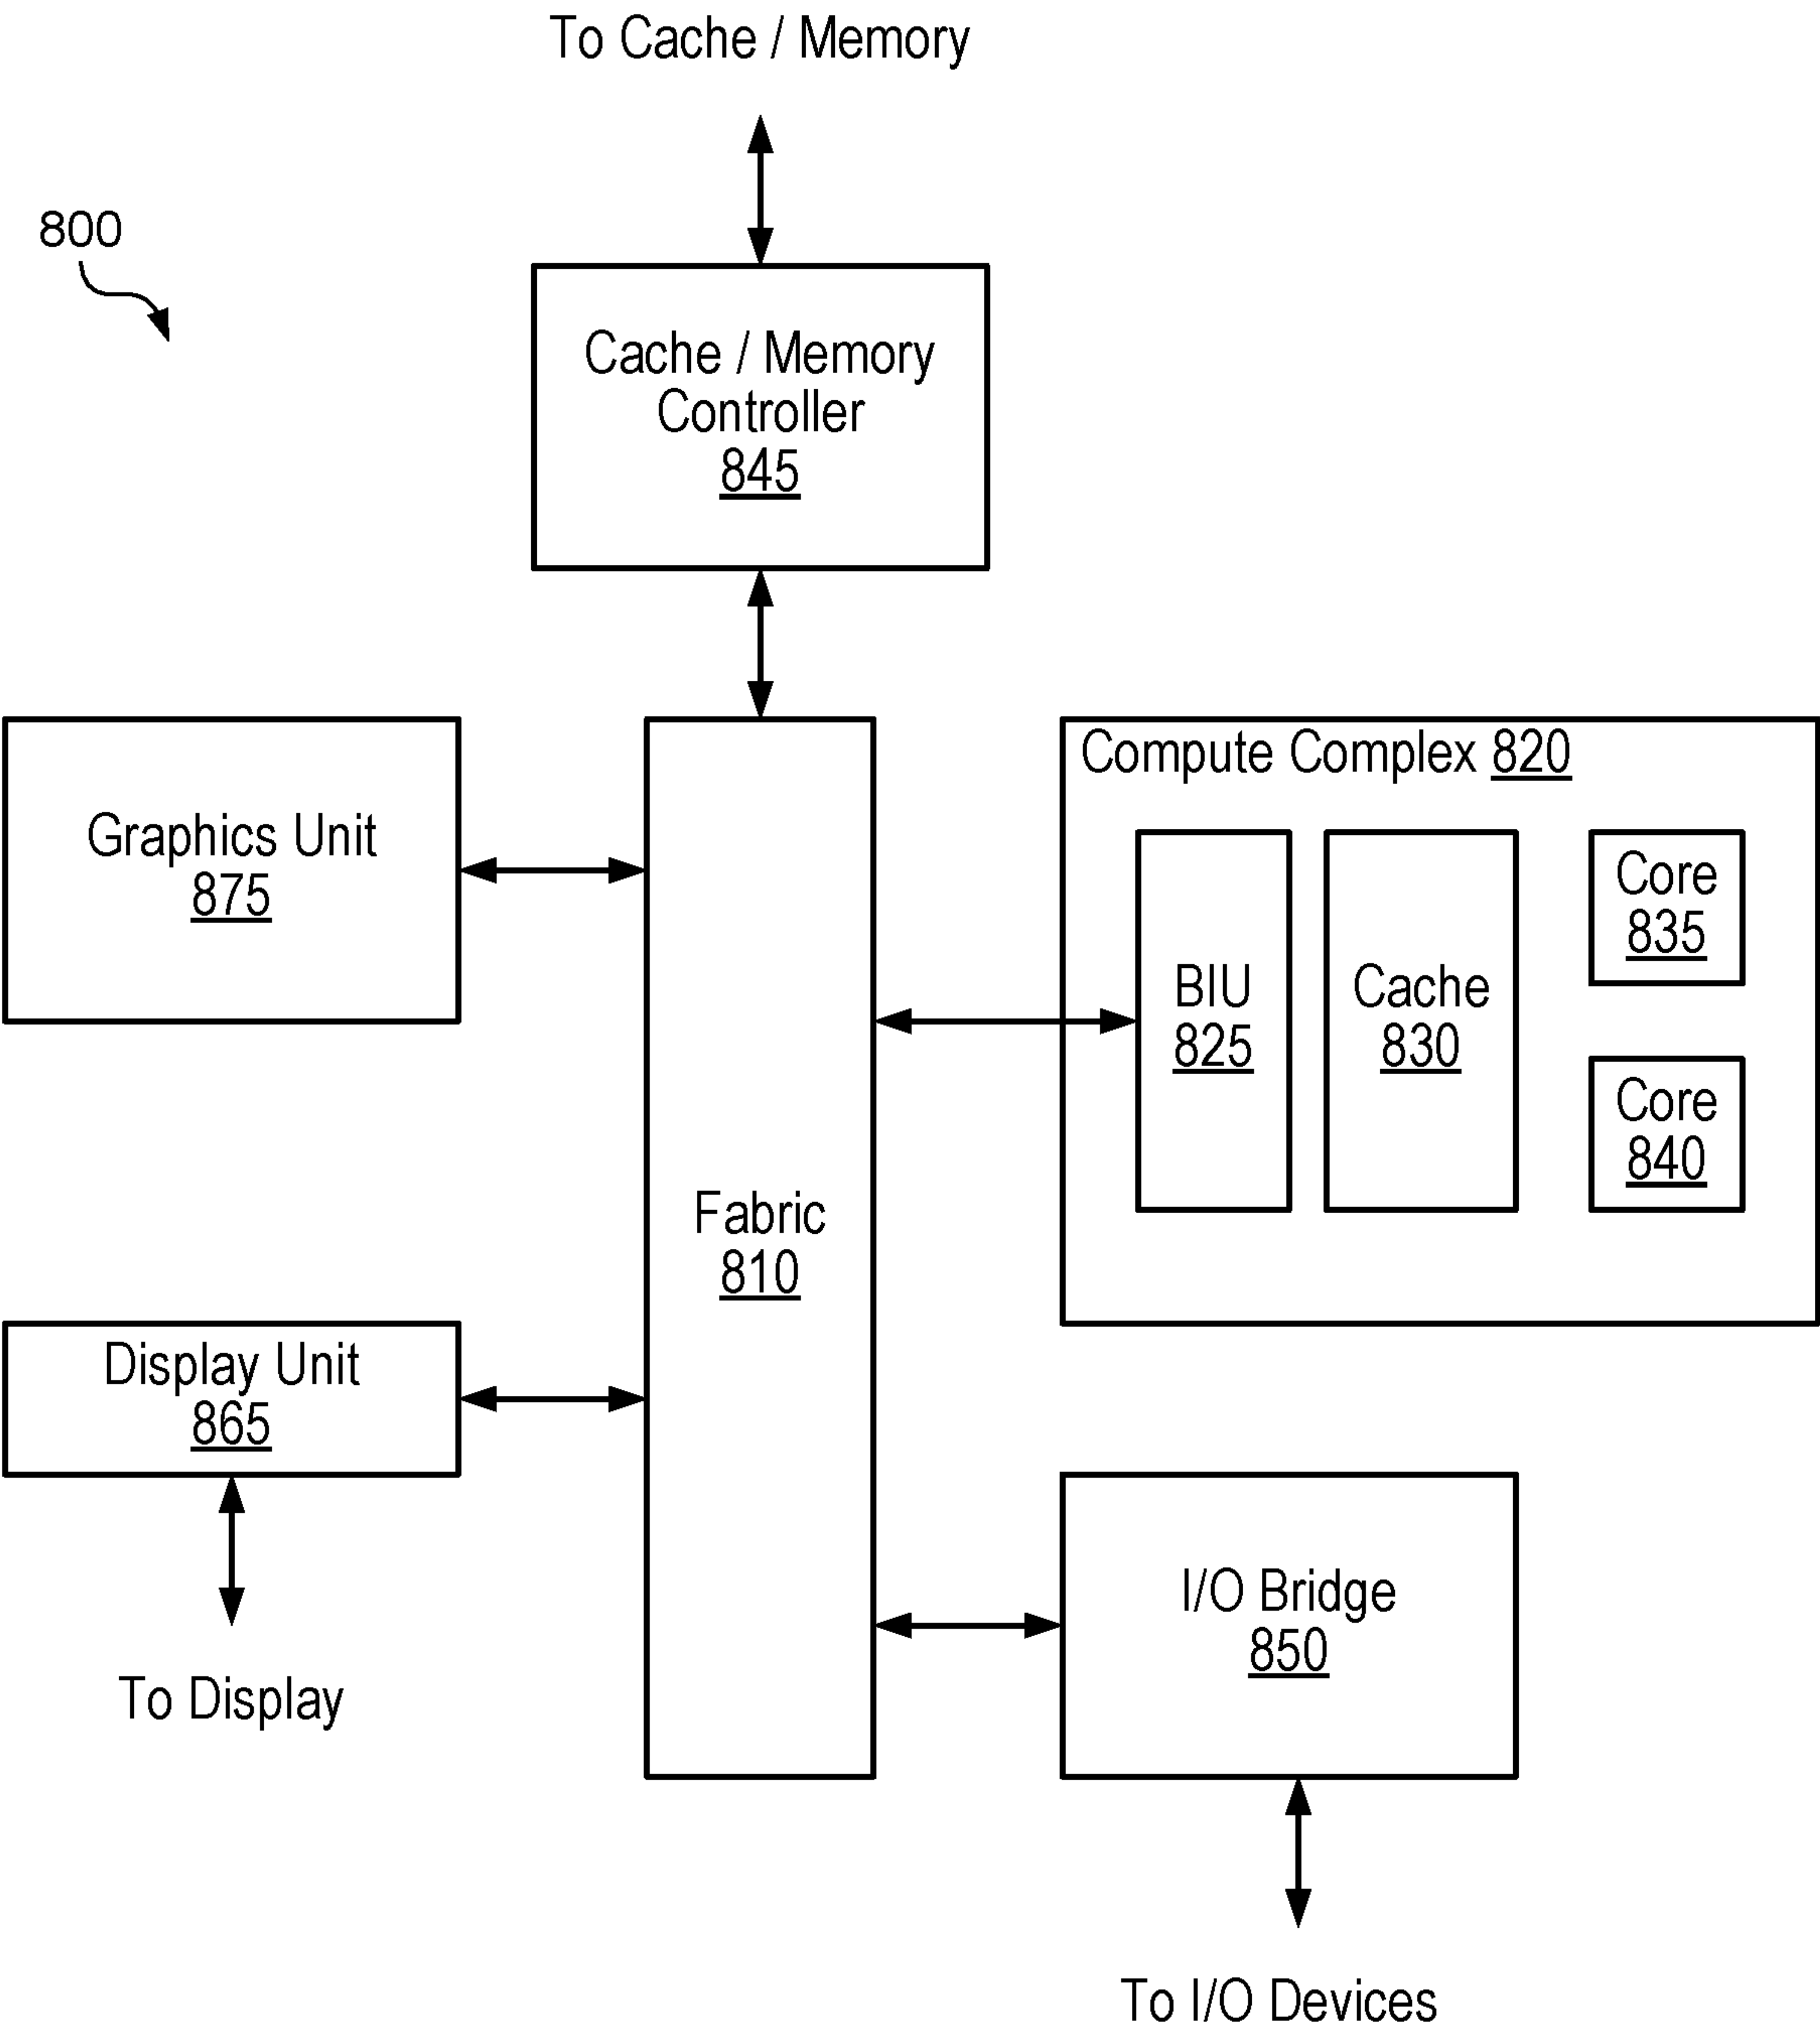 To Cache / Memory
800
Cache / Memory
Controller
845
Graphics Unit
875
Fabric
810
Compute Complex 820
BIU
825
Cache
830
Core
835
Core
840
Display Unit
865
To Display
I/O Bridge
850
To I/O Devices